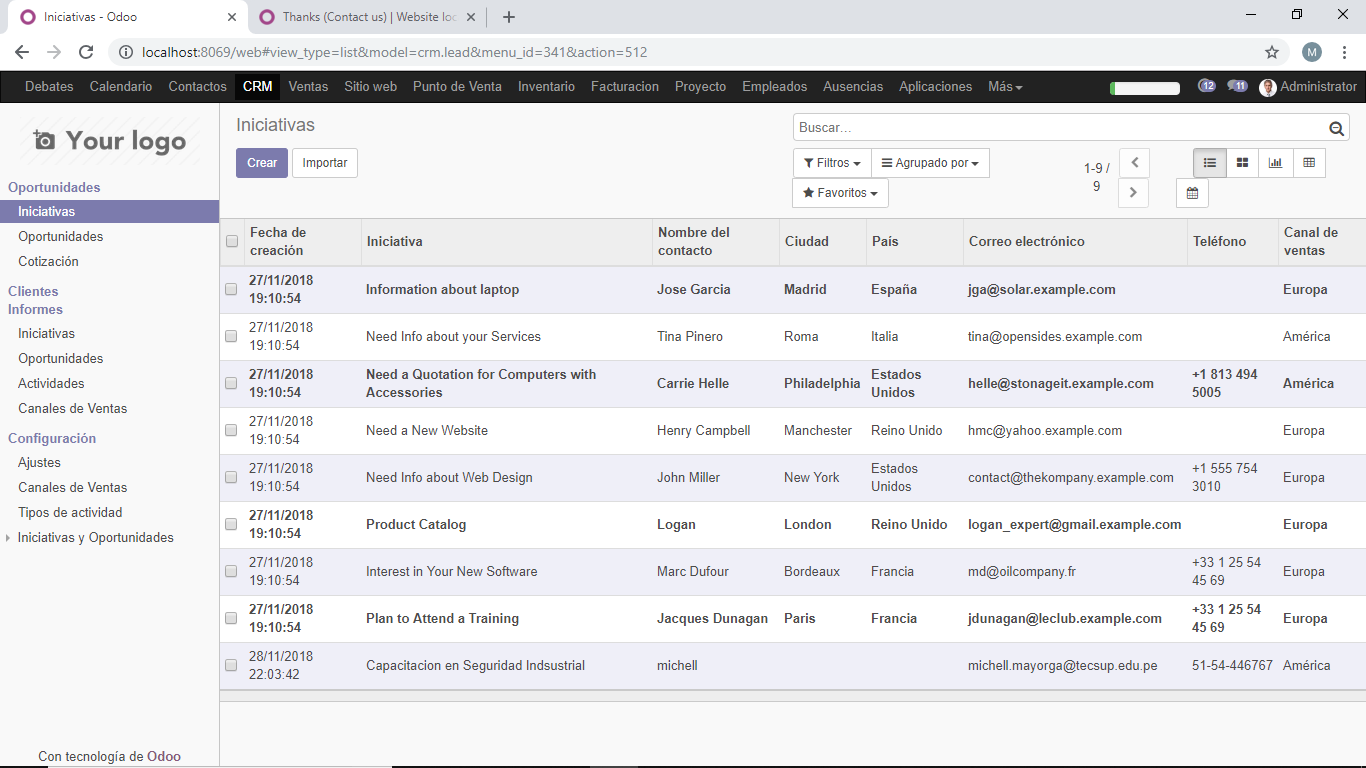 Iniciativas - Odoo
Thanks (Contact us) | Website loc
localhost:8069/web#view_type=list&model=crm.lead&menu_id=341&action=512
M
Debates Calendario Contactos CRM Ventas Sitio web Punto de Venta Inventario Facturacion Proyecto Empleados Ausencias Aplicaciones Más 12 11 Administrator
Your logo
Oportunidades
Iniciativas
Oportunidades
Cotización
Clientes
Informes
Iniciativas
Oportunidades
Actividades
Canales de Ventas
Configuración
Ajustes
Canales de Ventas
Tipos de actividad
Iniciativas y Oportunidades
Con tecnología de Odoo
Iniciativas
Buscar...
Crear Importar
Filtros Agrupado por
Favoritos
1-9 /
9
Fecha de
creación
Iniciativa
Nombre del
contacto
Ciudad
País
Correo electrónico
Teléfono
Canal de
ventas
27/11/2018
19:10:54
Information about laptop
Jose Garcia
Madrid
España
jga@solar.example.com
Europa
27/11/2018
19:10:54
Need Info about your Services
Tina Pinero
Roma
Italia
tina@opensides.example.com
América
27/11/2018
19:10:54
Need a Quotation for Computers with
Accessories
Carrie Helle
Philadelphia
Estados
Unidos
helle@stonageit.example.com
+1 813 494
5005
América
27/11/2018
19:10:54
Need a New Website
Henry Campbell
Manchester
Reino Unido
hmc@yahoo.example.com
Europa
27/11/2018
19:10:54
Need Info about Web Design
John Miller
New York
Estados
Unidos
contact@thekompany.example.com
+1 555 754
3010
Europa
27/11/2018
19:10:54
Product Catalog
Logan
London
Reino Unido
logan_expert@gmail.example.com
Europa
27/11/2018
19:10:54
Interest in Your New Software
Marc Dufour
Bordeaux
Francia
md@oilcompany.fr
+33 1 25 54
45 69
Europa
27/11/2018
19:10:54
Plan to Attend a Training
Jacques Dunagan
Paris
Francia
jdunagan@leclub.example.com
+33 1 25 54
45 69
Europa
28/11/2018
22:03:42
Capacitacion en Seguridad Indsustrial
michell
michell.mayorga@tecsup.edu.pe
51-54-446767
América